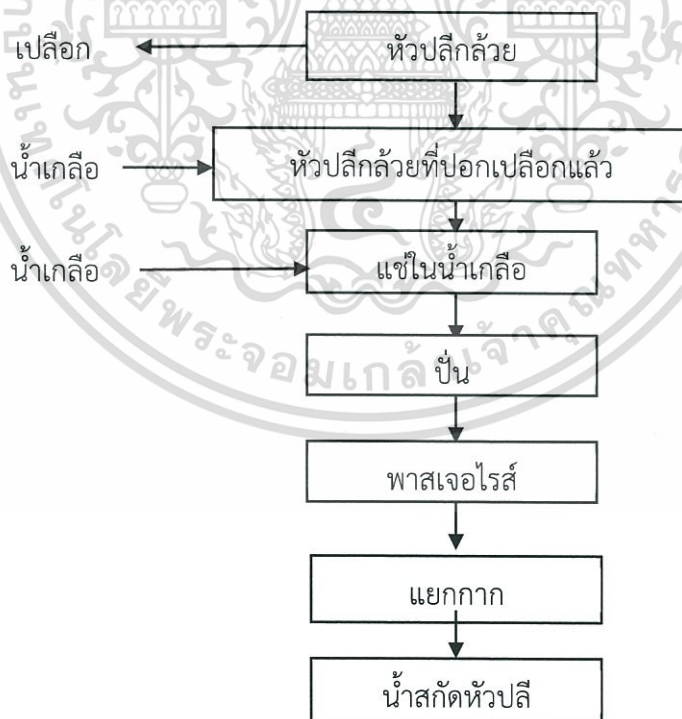 เปลือก
หัวปลีกล้วย
น้ำเกลือ
หัวปลีกล้วยที่ปอกเปลือกแล้ว
น้ำเกลือ
แช่ในน้ำเกลือ
ปั่น
พาสเจอไรส์
แยกกาก
น้ำสกัดหัวปลี